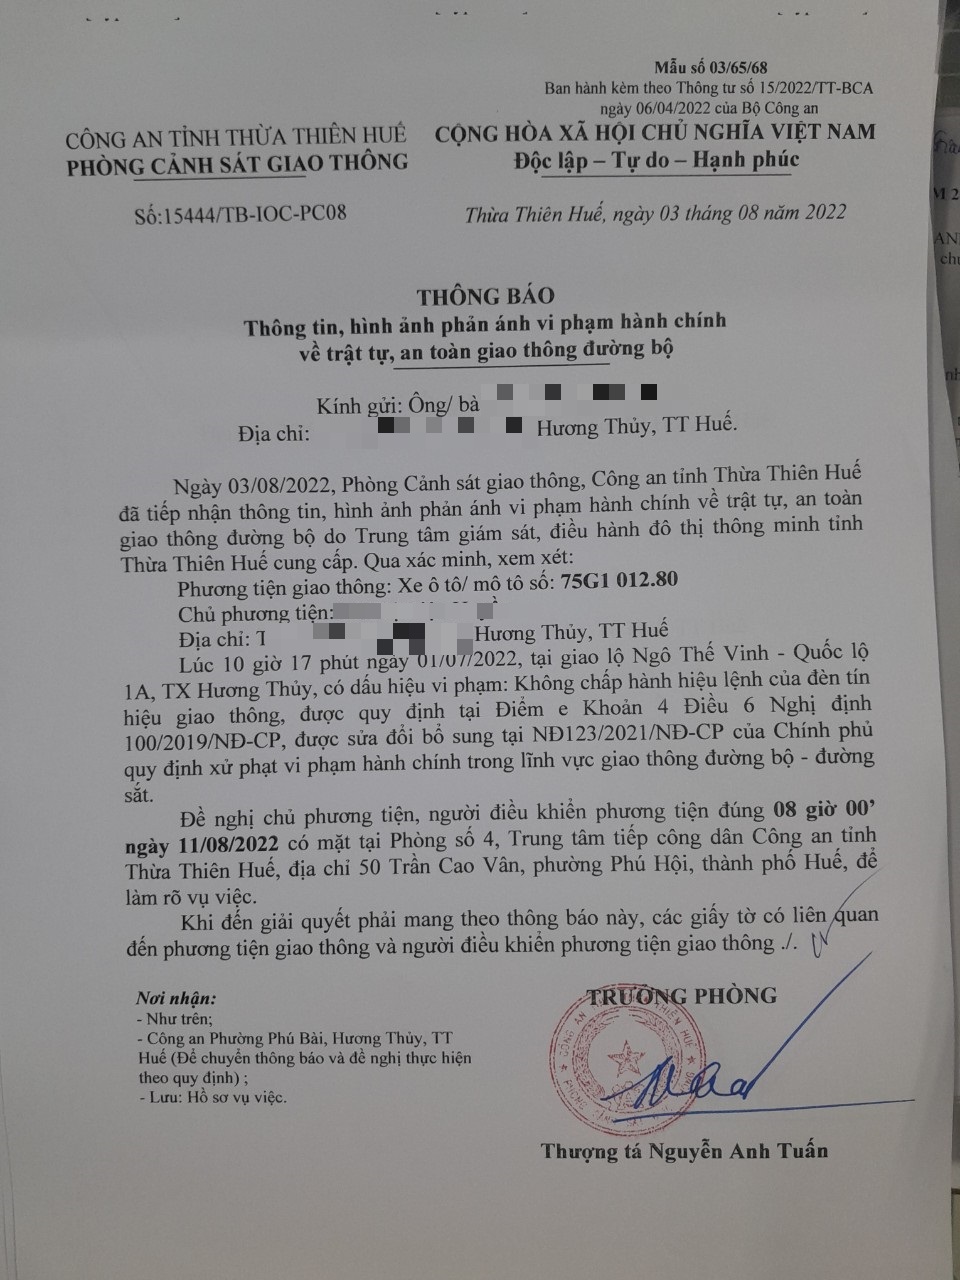 Mẫu số 03/65/68
Ban hành kèm theo Thông tư số 15/2022/TT-BCA
ngày 06/04/2022 của Bộ Công an
CÔNG AN TỈNH THỪA THIÊN HUẾ
PHÒNG CẢNH SÁT GIAO THÔNG
CỘNG HÒA XÃ HỘI CHỦ NGHĨA VIỆT NAM
Độc lập – Tự do – Hạnh phúc
Số:15444/TB-IOC-PC08
Thừa Thiên Huế, ngày 03 tháng 08 năm 2022
THÔNG BÁO
Thông tin, hình ảnh phản ánh vi phạm hành chính
về trật tự, an toàn giao thông đường bộ
Kính gửi: Ông/ bà
Địa chỉ: Hương Thủy, TT Huế.
Ngày 03/08/2022, Phòng Cảnh sát giao thông, Công an tỉnh Thừa Thiên Huế
đã tiếp nhận thông tin, hình ảnh phản ánh vi phạm hành chính về trật tự, an toàn
giao thông đường bộ do Trung tâm giám sát, điều hành đô thị thông minh tỉnh
Thừa Thiên Huế cung cấp. Qua xác minh, xem xét:
Phương tiện giao thông: Xe ô tô/ mô tô số: 75G1 012.80
Chủ phương tiện:
Địa chỉ: T Hương Thủy, TT Huế
Lúc 10 giờ 17 phút ngày 01/07/2022, tại giao lộ Ngô Thế Vinh - Quốc lộ
1A, TX Hương Thủy, có dấu hiệu vi phạm: Không chấp hành hiệu lệnh của đèn tín
hiệu giao thông, được quy định tại Điểm e Khoản 4 Điều 6 Nghị định
100/2019/NĐ-CP, được sửa đổi bổ sung tại NĐ123/2021/NĐ-CP của Chính phủ
quy định xử phạt vi phạm hành chính trong lĩnh vực giao thông đường bộ - đường
sắt.
Đề nghị chủ phương tiện, người điều khiển phương tiện đúng 08 giờ 00’
ngày 11/08/2022 có mặt tại Phòng số 4, Trung tâm tiếp công dân Công an tỉnh
Thừa Thiên Huế, địa chỉ 50 Trần Cao Vân, phường Phú Hội, thành phố Huế, để
làm rõ vụ việc.
Khi đến giải quyết phải mang theo thông báo này, các giấy tờ có liên quan
đến phương tiện giao thông và người điều khiển phương tiện giao thông ./.
Nơi nhận:
- Như trên;
- Công an Phường Phú Bài, Hương Thủy, TT
Huế (Để chuyển thông báo và đề nghị thực hiện
theo quy định) ;
- Lưu: Hồ sơ vụ việc.
TRƯỞNG PHÒNG
Thượng tá Nguyễn Anh Tuấn